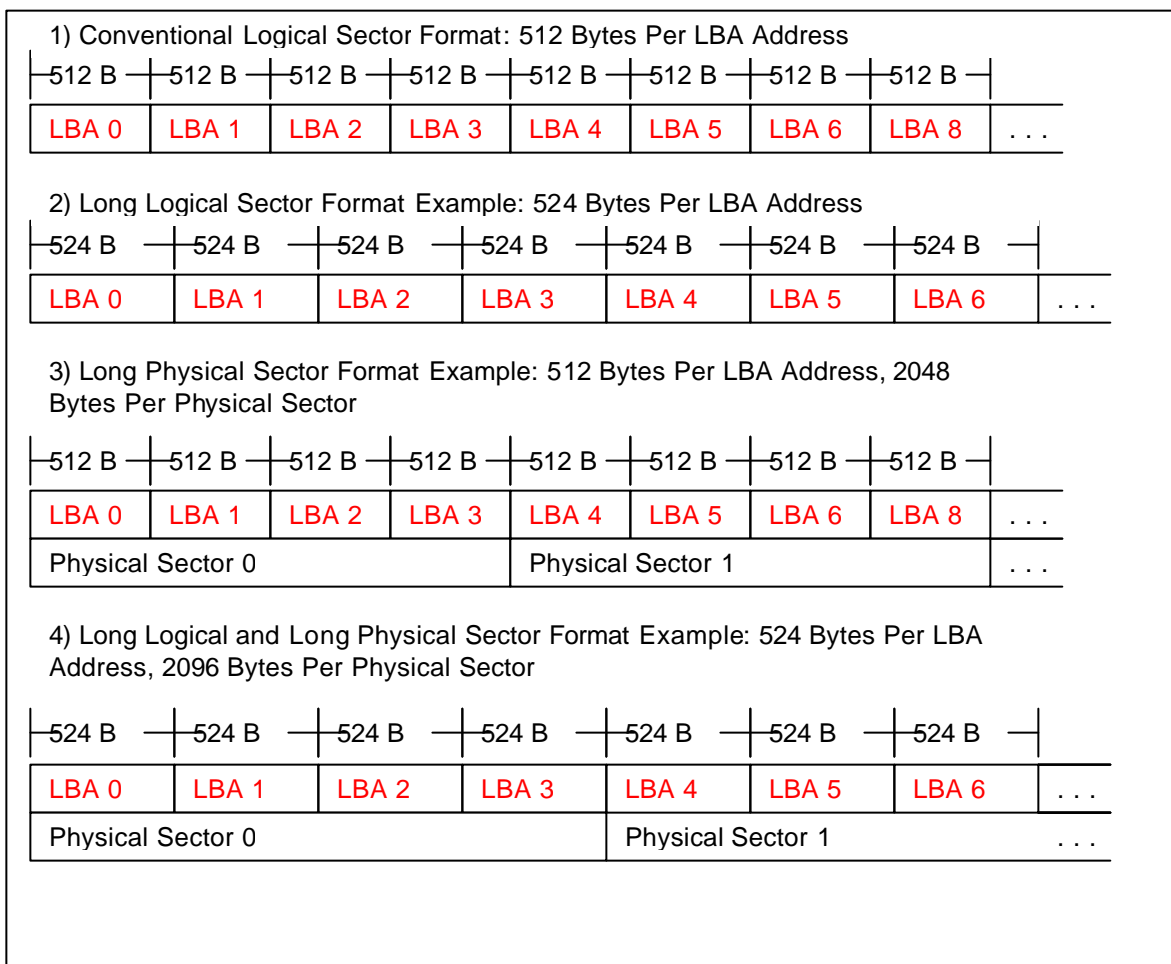 1) Conventional Logical Sector Format: 512 Bytes Per LBA Address
512 B 512 B 512 B 512 B 512 B 512 B 512 B 512 B
LBA 0 LBA 1 LBA 2 LBA 3 LBA 4 LBA 5 LBA 6 LBA 8 . . .
2) Long Logical Sector Format Example: 524 Bytes Per LBA Address
524 B 524 B 524 B 524 B 524 B 524 B 524 B
LBA 0 LBA 1 LBA 2 LBA 3 LBA 4 LBA 5 LBA 6 . . .
3) Long Physical Sector Format Example: 512 Bytes Per LBA Address, 2048
Bytes Per Physical Sector
512 B 512 B 512 B 512 B 512 B 512 B 512 B 512 B
LBA 0 LBA 1 LBA 2 LBA 3 LBA 4 LBA 5 LBA 6 LBA 8 . . .
Physical Sector 0 Physical Sector 1 . . .
4) Long Logical and Long Physical Sector Format Example: 524 Bytes Per LBA
Address, 2096 Bytes Per Physical Sector
524 B 524 B 524 B 524 B 524 B 524 B 524 B
LBA 0 LBA 1 LBA 2 LBA 3 LBA 4 LBA 5 LBA 6 . . .
Physical Sector 0 Physical Sector 1 . . .